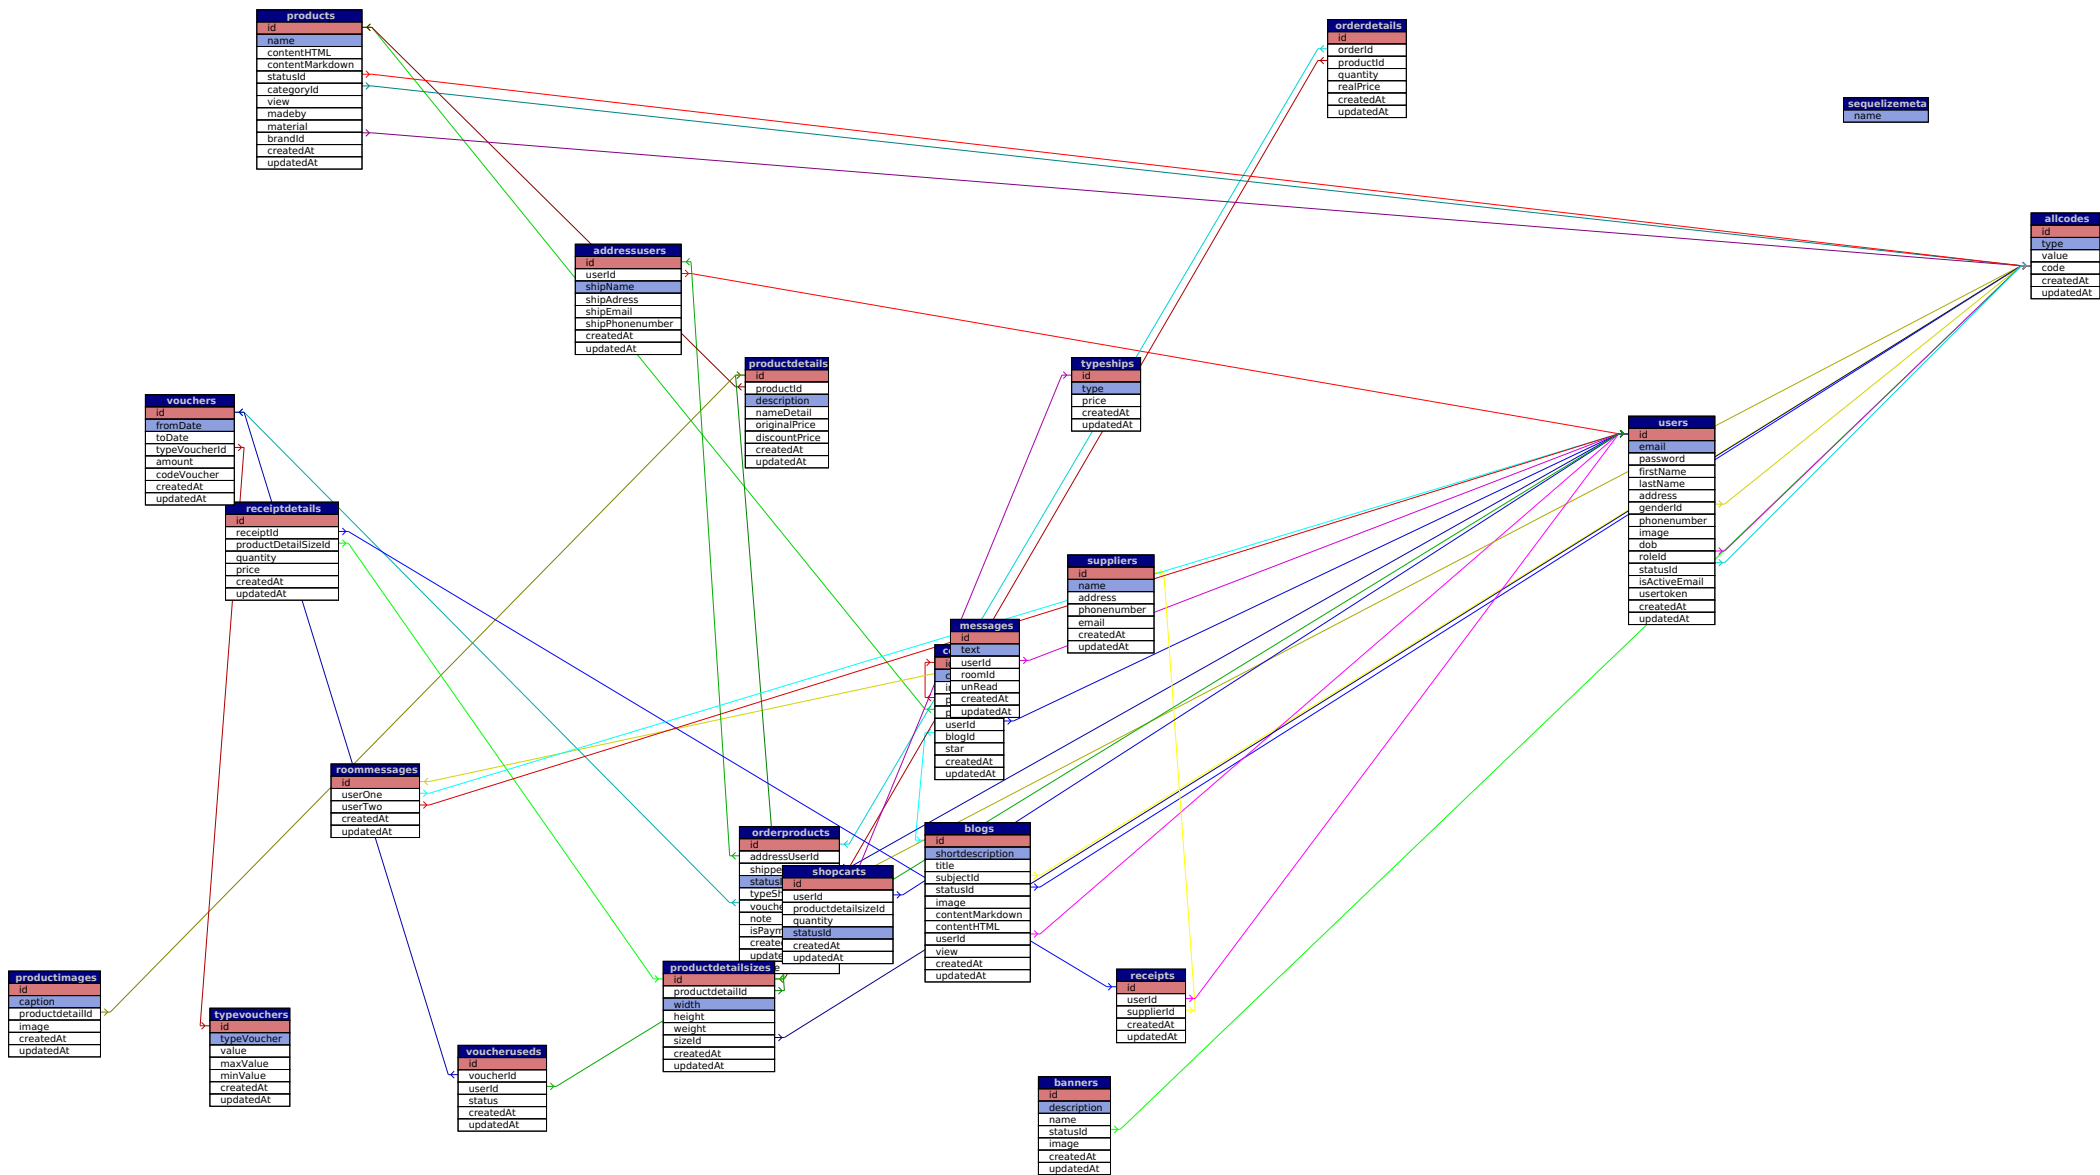 products
id
name
contentHTML
contentMarkdown
statusId
categoryId
view
madeby
material
brandId
createdAt
updatedAt
orderdetails
id
orderId
productId
quantity
realPrice
createdAt
updatedAt
sequelizemeta
name
allcodes
id
type
value
code
createdAt
updatedAt
addressusers
id
userId
shipName
shipAdress
shipEmail
shipPhonenumber
createdAt
updatedAt
productdetails
id
productId
description
nameDetail
originalPrice
discountPrice
createdAt
updatedAt
typeships
id
type
price
createdAt
updatedAt
vouchers
id
fromDate
toDate
typeVoucherId
amount
codeVoucher
createdAt
updatedAt
users
id
email
password
firstName
lastName
address
genderId
phonenumber
image
dob
roleId
statusId
isActiveEmail
usertoken
createdAt
updatedAt
receiptdetails
id
receiptId
productDetailSizeId
quantity
price
createdAt
updatedAt
suppliers
id
name
address
phonenumber
email
createdAt
updatedAt
messages
id
text
userId
roomId
unRead
createdAt
updatedAt
userId
blogId
star
createdAt
updatedAt
roommessages
id
userOne
userTwo
createdAt
updatedAt
orderproducts
id
addressUserId
note
shopcarts
id
userId
productdetailsizeId
quantity
statusId
createdAt
updatedAt
blogs
id
shortdescription
title
subjectId
statusId
image
contentMarkdown
contentHTML
userId
view
createdAt
updatedAt
productdetailsizes
id
productdetailId
width
height
weight
sizeId
createdAt
updatedAt
receipts
id
userId
supplierId
createdAt
updatedAt
productimages
id
caption
productdetailId
image
createdAt
updatedAt
typevouchers
id
typeVoucher
value
maxValue
minValue
createdAt
updatedAt
voucheruseds
id
voucherId
userId
status
createdAt
updatedAt
banners
id
description
name
statusId
image
createdAt
updatedAt